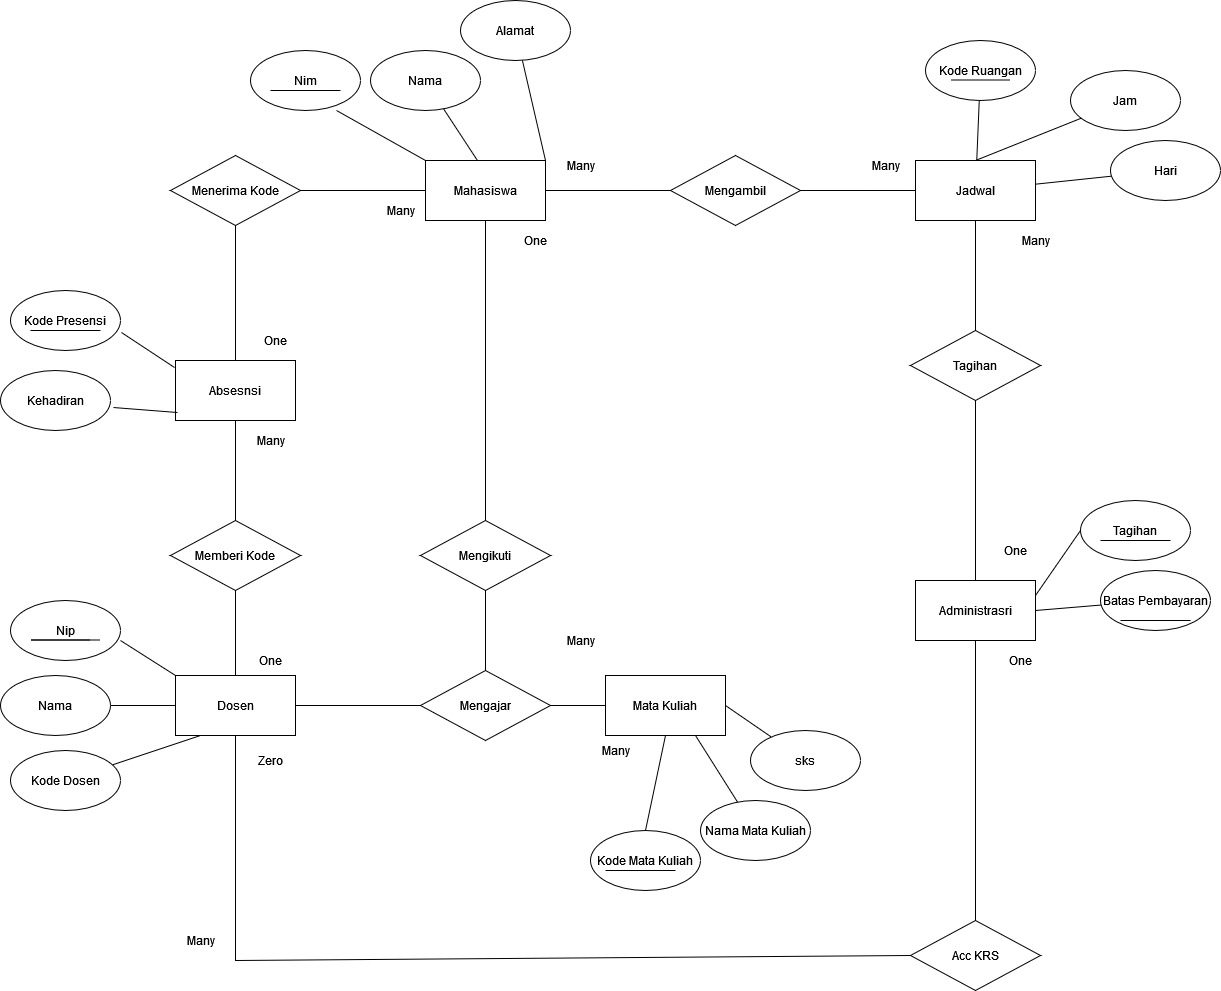 Alamat
Nim
Nama
Kode Ruangan
Jam
Hari
Many
Many
Menerima Kode
Mahasiswa
Mengambil
Jadwal
Many
One
Many
Kode Presensi
One
Tagihan
Absesnsi
Kehadiran
Many
Tagihan
Memberi Kode
Mengikuti
One
Batas Pembayaran
Administrasri
Nip
Many
One
One
Nama
Dosen
Mengajar
Mata Kuliah
Many
Zero
sks
Kode Dosen
Nama Mata Kuliah
Kode Mata Kuliah
Many
Acc KRS